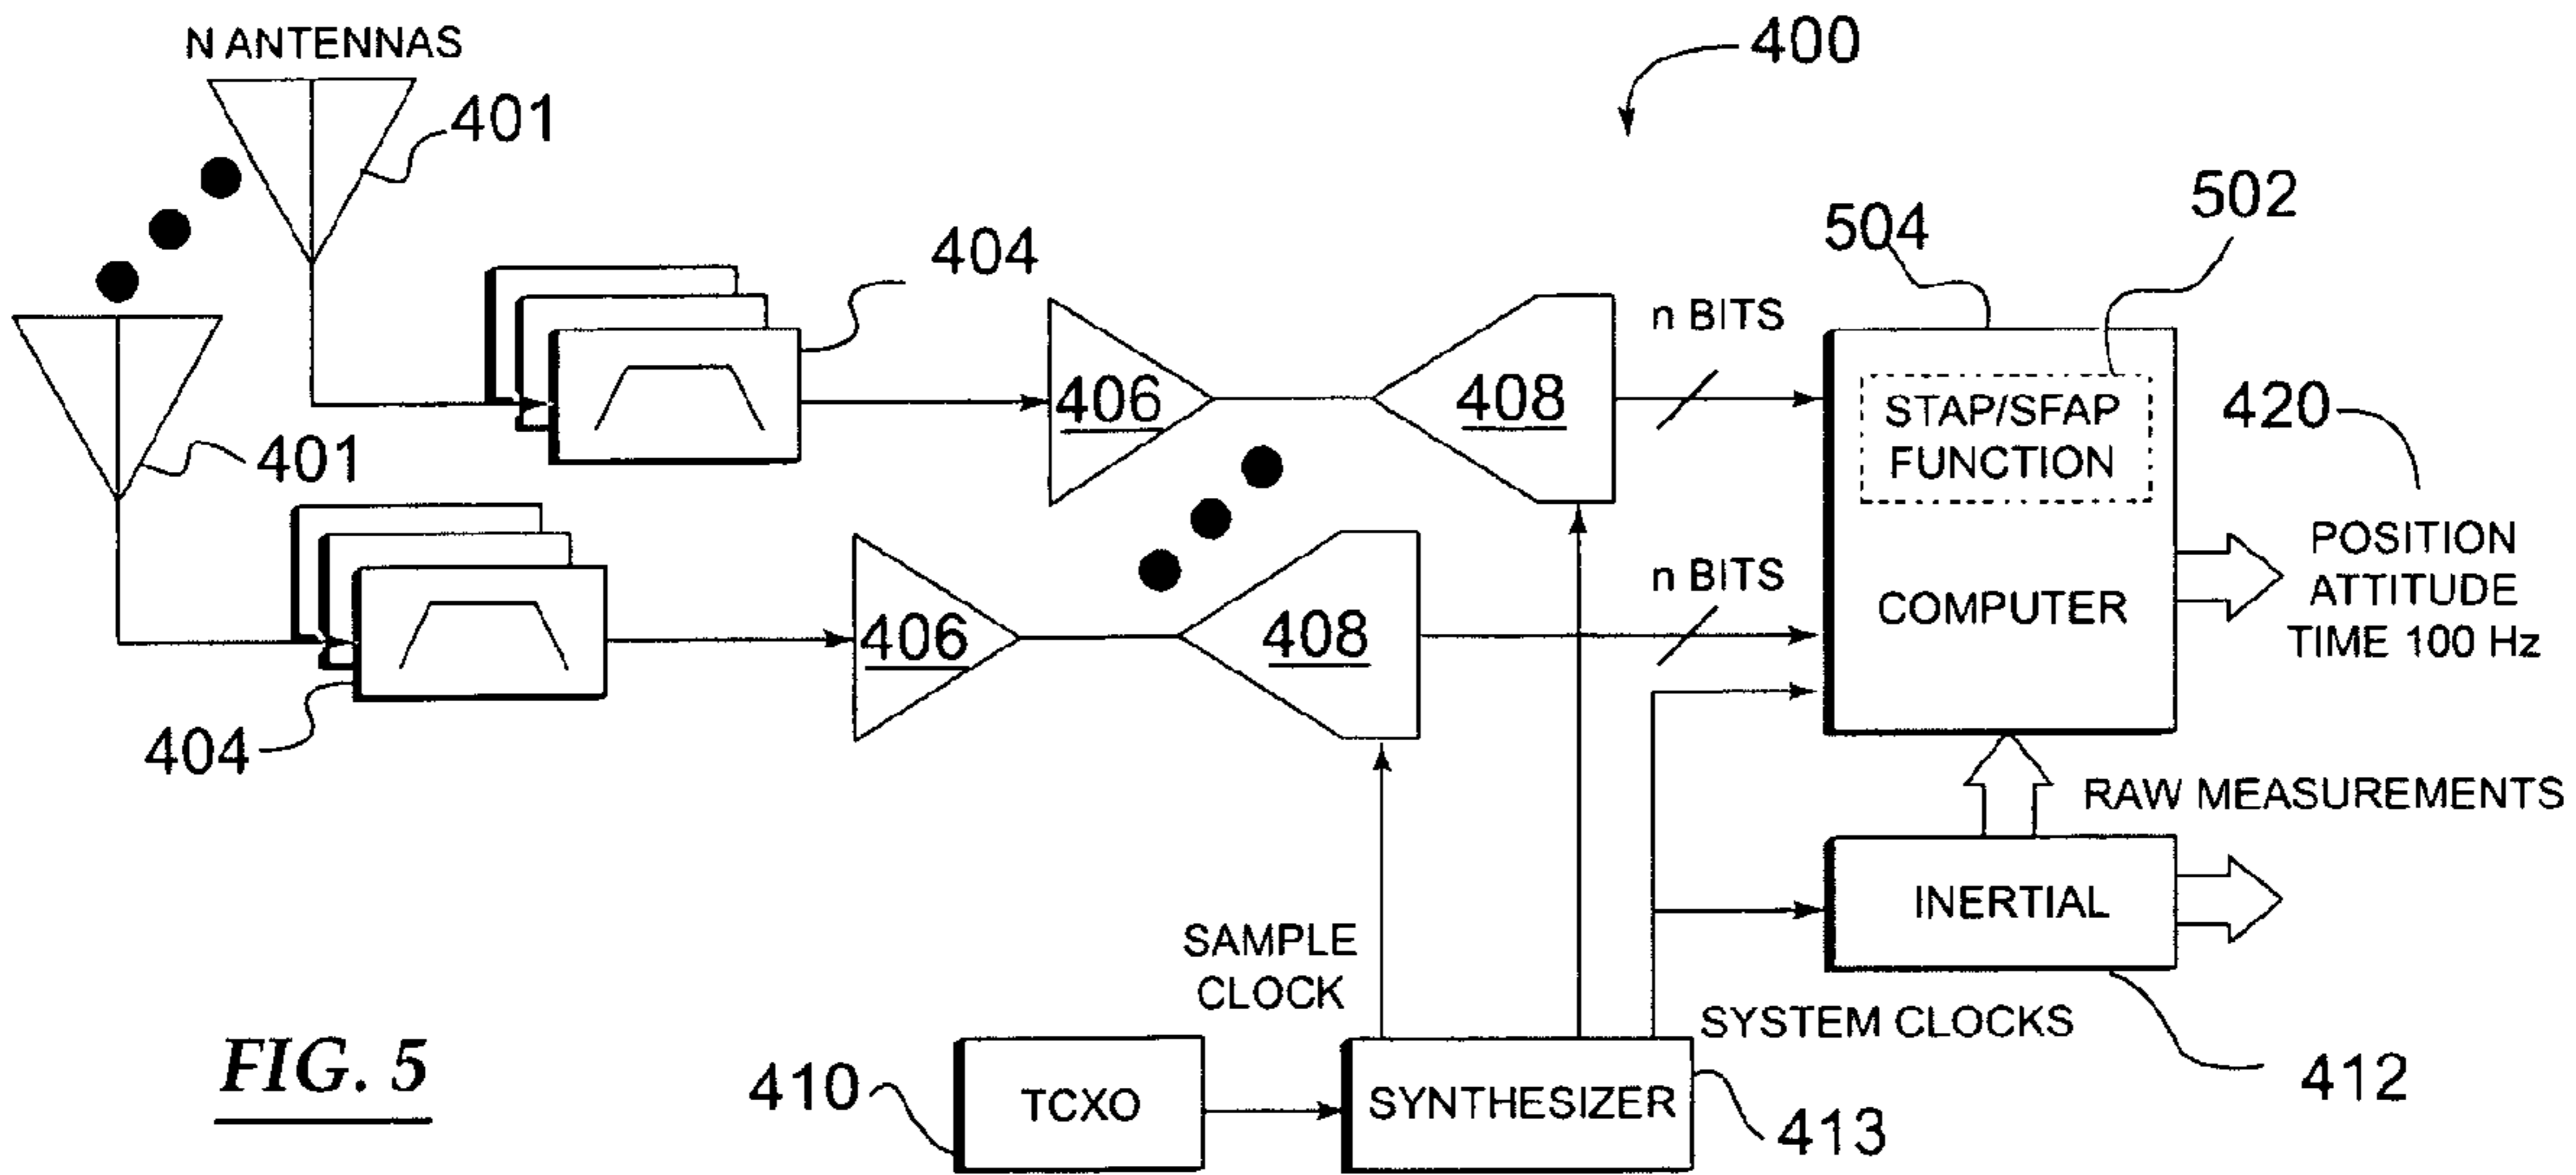 N ANTENNAS
400
401
502
504
404
n BITS
406
408
STAP/SFAP
FUNCTION
420
401
POSITION
ATTITUDE
TIME 100 Hz
n BITS
COMPUTER
406
408
404
RAW MEASUREMENTS
INERTIAL
SAMPLE
CLOCK
SYSTEM CLOCKS
FIG. 5
410
TCXO
SYNTHESIZER
413
412